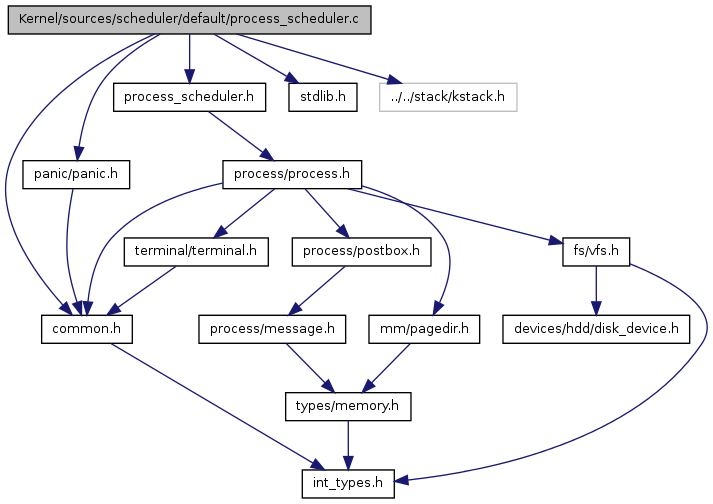 Kernel/sources/scheduler/default/process_scheduler.c
process_scheduler.h
stdlib.h
../../stack/kstack.h
panic/panic.h
process/process.h
terminal/terminal.h
process/postbox.h
fs/vfs.h
common.h
process/message.h
mm/pagedir.h
devices/hdd/disk_device.h
types/memory.h
int_types.h